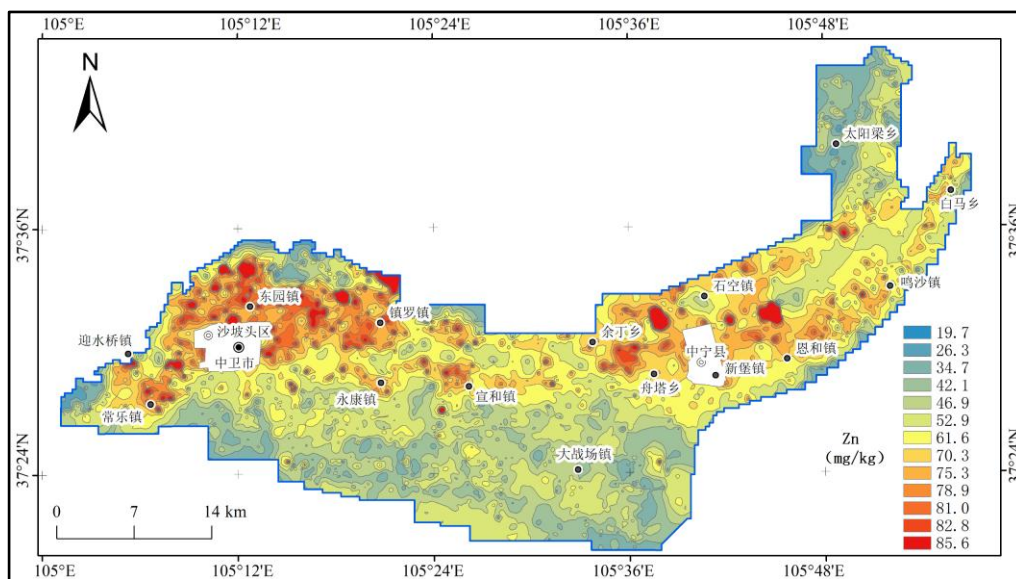 105°E 105°12′E 105°24′E 105°36′E 105°48′E
N
太阳梁乡
白马乡
37°36′N 37°36′N
鸣沙镇
石空镇
东园镇
镇罗镇
沙坡头区
余丁乡
迎水桥镇
中卫市
中宁县
恩和镇
新堡镇
舟塔乡
永康镇
宣和镇
常乐镇
大战场镇
37°24′N 37°24′N
Zn
(mg/kg)
19.7
26.3
34.7
42.1
46.9
52.9
61.6
70.3
75.3
78.9
81.0
82.8
85.6
0 7 14 km
105°E 105°12′E 105°24′E 105°36′E 105°48′E